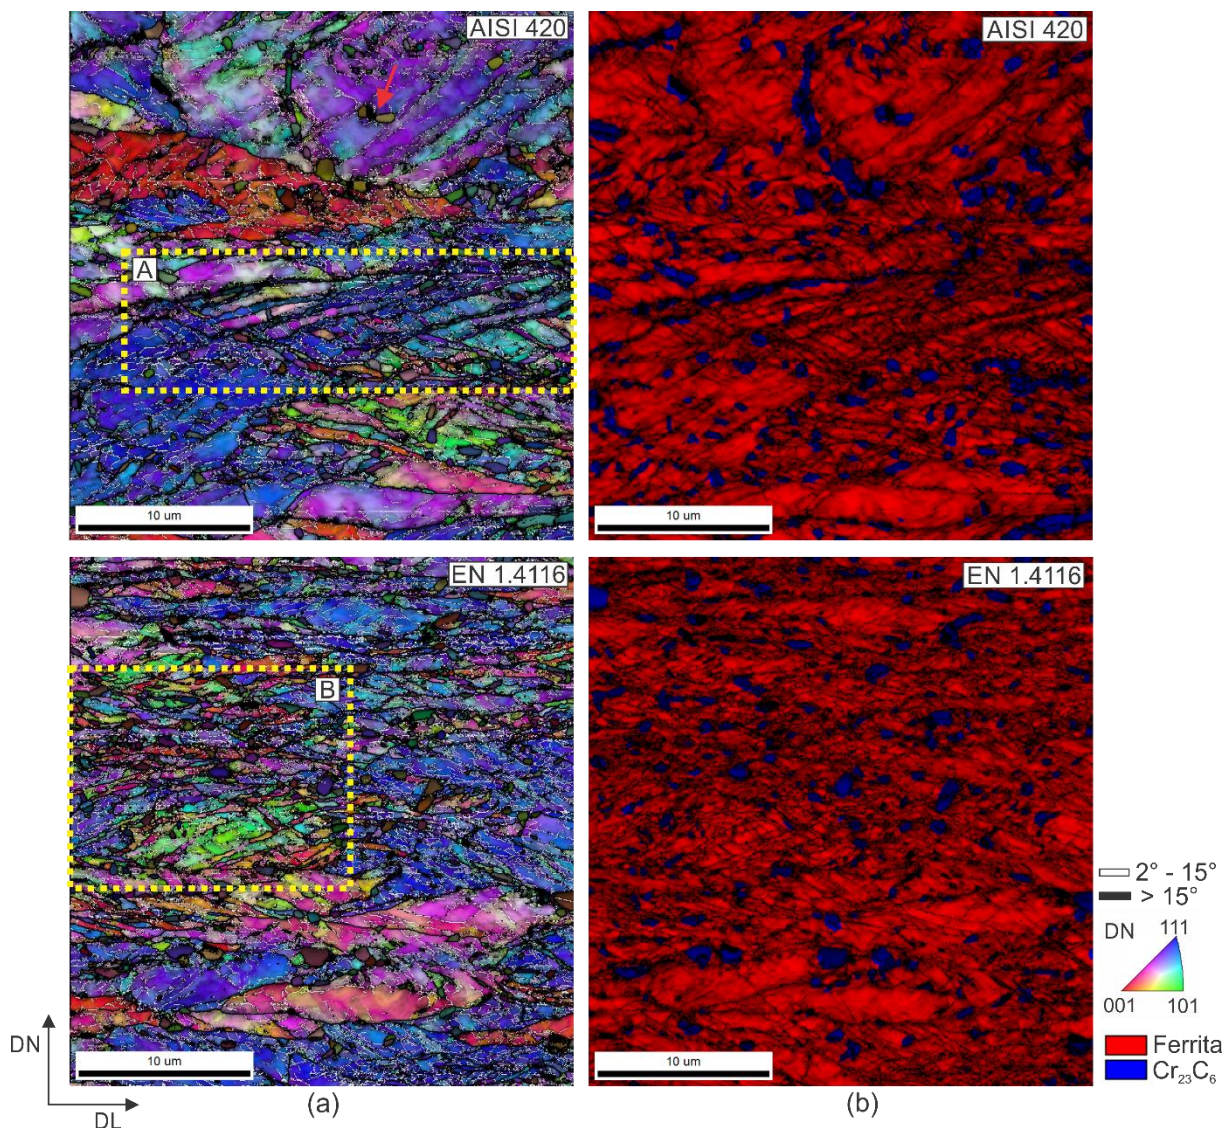 AISI 420
AISI 420
A
10 um
10 um
EN 1.4116
EN 1.4116
B
2° - 15°
> 15°
DN
111
001
101
10 um
10 um
Ferrita
Cr₂₃C₆
DN
DL
(a)
(b)